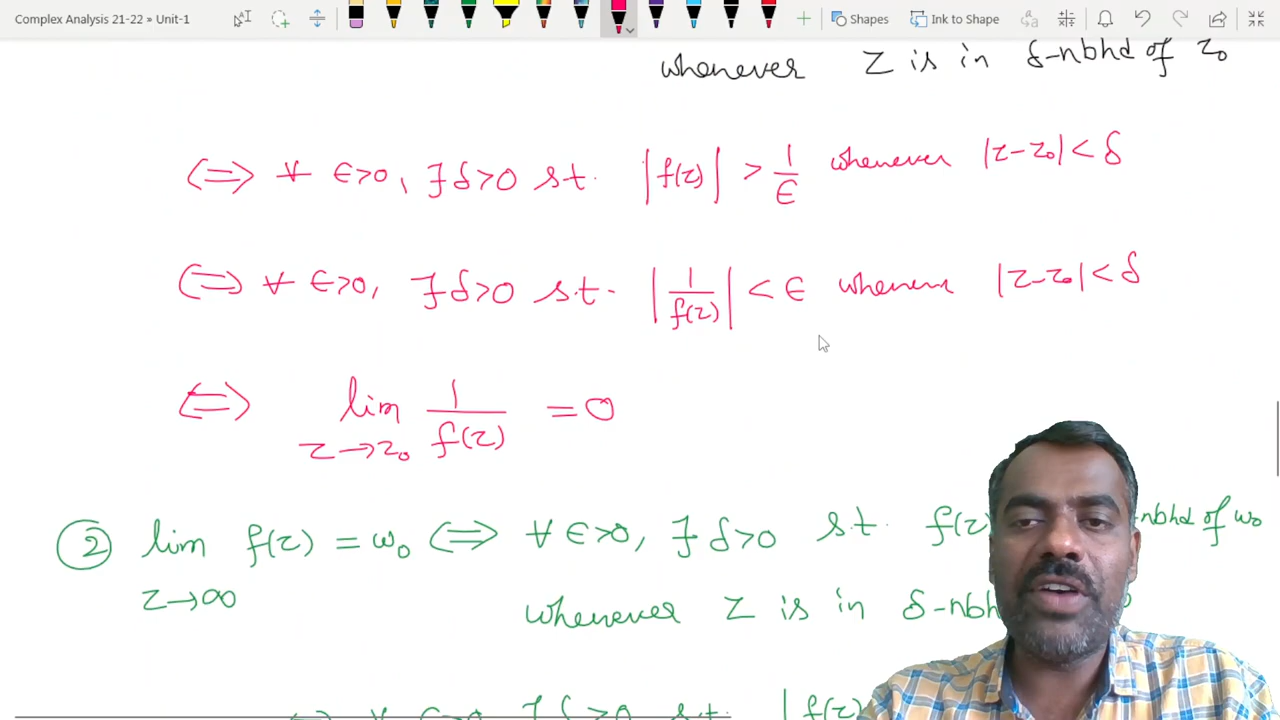 Complex Analysis 21-22 » Unit-1
Shapes
Ink to Shape
whenever z is in δ-nbhd of z₀
⟺ ∀ ϵ>0, ∃ δ>0 s.t. |f(z)| > 1/ϵ whenever |z-z₀| < δ
⟺ ∀ ϵ>0, ∃ δ>0 s.t. |1/f(z)| < ϵ whenever |z-z₀| < δ
⟺ lim z→z₀ 1/f(z) = 0
② lim z→∞ f(z) = w₀ ⟺ ∀ ϵ>0, ∃ δ>0 s.t. f(z) nbhd of w₀
whenever z is in δ-nbh
⟺ ∀ ϵ>0, ∃ δ>0 s.t. |f(z)